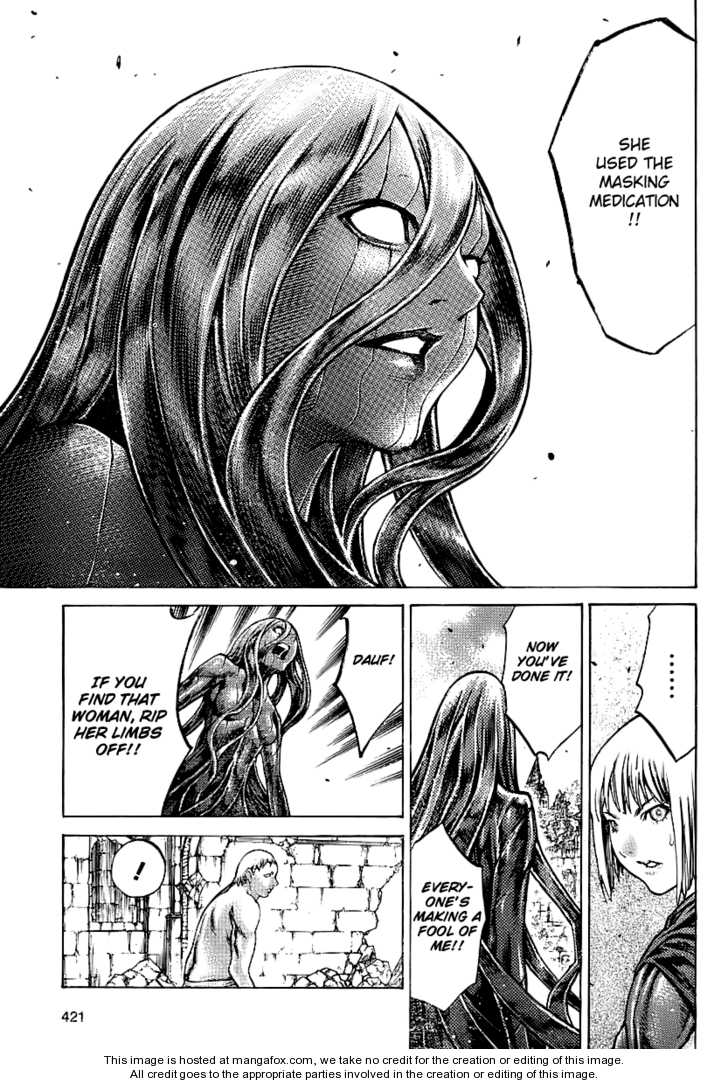 SHE
USED THE
MASKING
MEDICATION
!!
......
NOW
YOU'VE
DONE IT!
EVERY-
ONE'S
MAKING A
FOOL OF
ME!!
DAUF!
IF YOU
FIND THAT
WOMAN, RIP
HER LIMBS
OFF!!
!
421
This image is hosted at mangafox.com, we take no credit for the creation or editing of this image.
All credit goes to the appropriate parties involved in the creation or editing of this image.